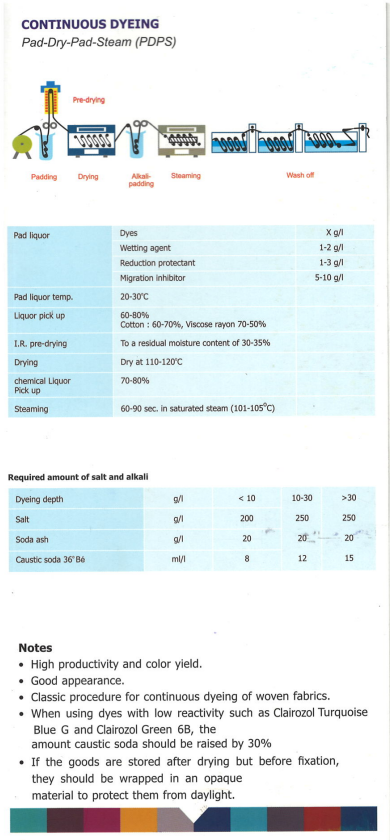 CONTINUOUS DYEING
Pad-Dry-Pad-Steam (PDPS)
Pre-drying
Padding Drying Alkali- Steaming Wash off
padding
Pad liquor Dyes X g/l
Wetting agent 1-2 g/l
Reduction protectant 1-3 g/l
Migration inhibitor 5-10 g/l
Pad liquor temp. 20-30°C
Liquor pick up 60-80%
Cotton : 60-70%, Viscose rayon 70-50%
I.R. pre-drying To a residual moisture content of 30-35%
Drying Dry at 110-120°C
chemical Liquor 70-80%
Pick up
Steaming 60-90 sec. in saturated steam (101-105°C)
Required amount of salt and alkali
Dyeing depth g/l < 10 10-30 >30
Salt g/l 200 250 250
Soda ash g/l 20 20 20
Caustic soda 36°Bé ml/l 8 12 15
Notes
• High productivity and color yield.
• Good appearance.
• Classic procedure for continuous dyeing of woven fabrics.
• When using dyes with low reactivity such as Clairozol Turquoise
Blue G and Clairozol Green 6B, the
amount caustic soda should be raised by 30%
• If the goods are stored after drying but before fixation,
they should be wrapped in an opaque
material to protect them from daylight.